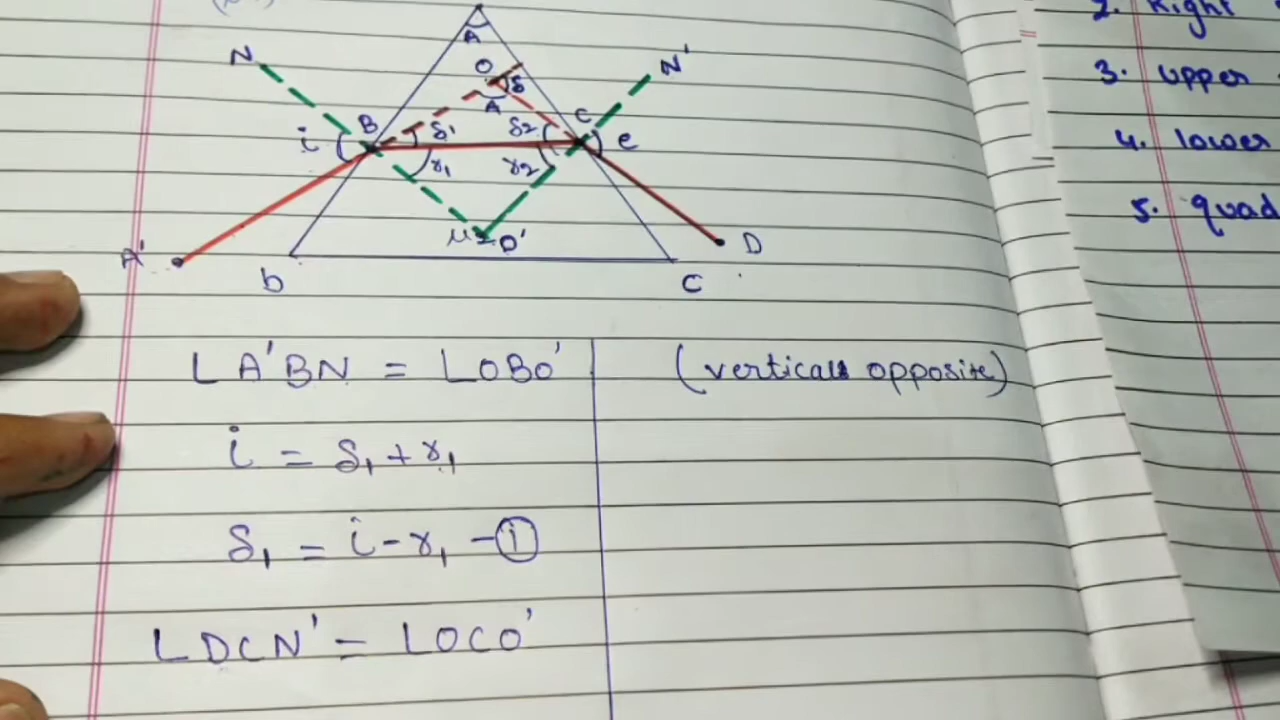 A
N
O
δ
N'
A
i
B
δ1
δ2
C
e
r1
r2
A'
O'
D
b
C
∠A'BN = ∠OBO'
(verticals opposite)
i = δ1 + r1
δ1 = i - r1 - (i)
∠DCN' = ∠OCO'
2. Right
3. upper
4. lower
5. quad